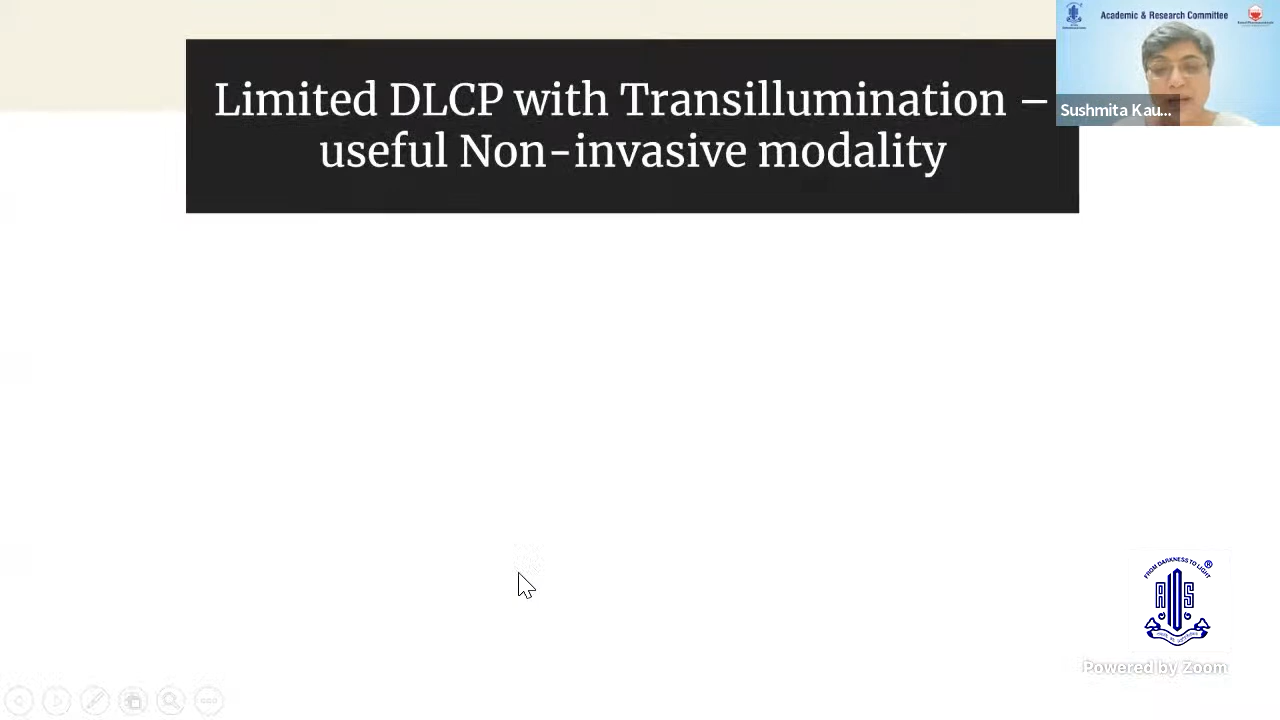 Limited DLCP with Transillumination –
useful Non-invasive modality
Academic & Research Committee
Sushmita Kau...
FROM DARKNESS TO LIGHT
®
AIOS
Powered by Zoom